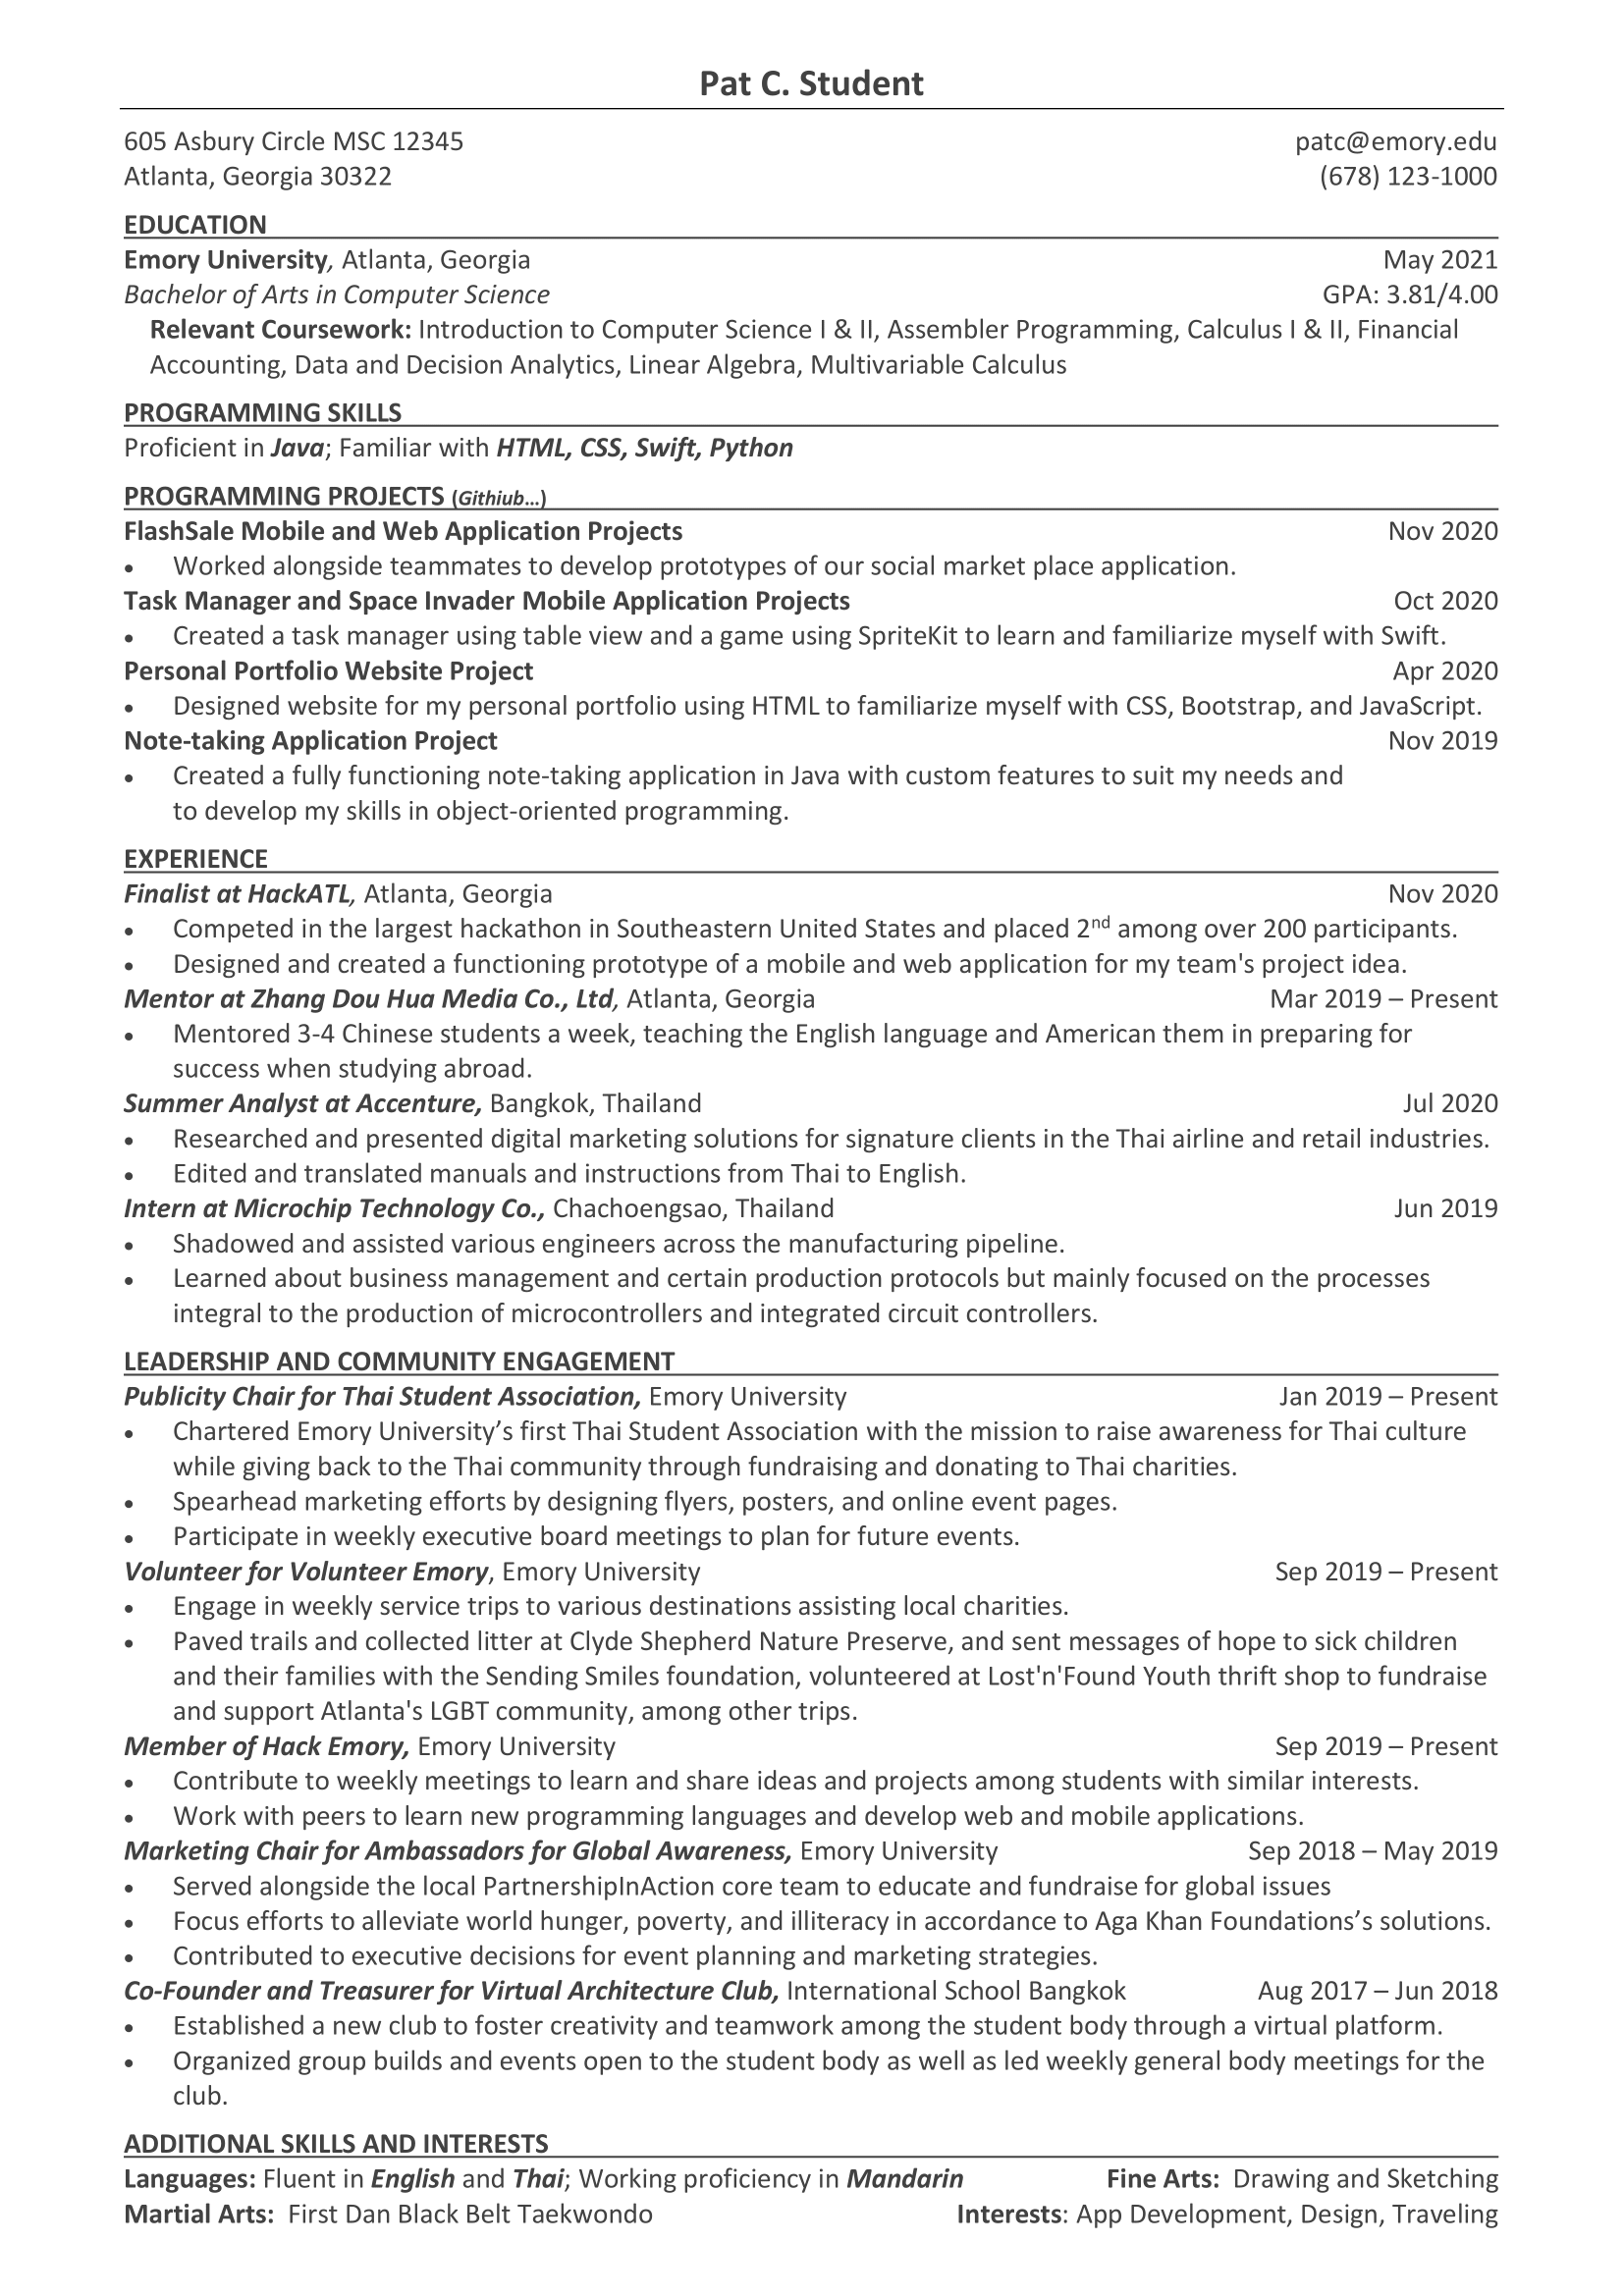 Pat C. Student
605 Asbury Circle MSC 12345 patc@emory.edu
Atlanta, Georgia 30322 (678) 123-1000
EDUCATION
Emory University, Atlanta, Georgia May 2021
Bachelor of Arts in Computer Science GPA: 3.81/4.00
Relevant Coursework: Introduction to Computer Science I & II, Assembler Programming, Calculus I & II, Financial
Accounting, Data and Decision Analytics, Linear Algebra, Multivariable Calculus
PROGRAMMING SKILLS
Proficient in Java; Familiar with HTML, CSS, Swift, Python
PROGRAMMING PROJECTS (Githiub…)
FlashSale Mobile and Web Application Projects Nov 2020
• Worked alongside teammates to develop prototypes of our social market place application.
Task Manager and Space Invader Mobile Application Projects Oct 2020
• Created a task manager using table view and a game using SpriteKit to learn and familiarize myself with Swift.
Personal Portfolio Website Project Apr 2020
• Designed website for my personal portfolio using HTML to familiarize myself with CSS, Bootstrap, and JavaScript.
Note-taking Application Project Nov 2019
• Created a fully functioning note-taking application in Java with custom features to suit my needs and
to develop my skills in object-oriented programming.
EXPERIENCE
Finalist at HackATL, Atlanta, Georgia Nov 2020
• Competed in the largest hackathon in Southeastern United States and placed 2nd among over 200 participants.
• Designed and created a functioning prototype of a mobile and web application for my team's project idea.
Mentor at Zhang Dou Hua Media Co., Ltd, Atlanta, Georgia Mar 2019 – Present
• Mentored 3-4 Chinese students a week, teaching the English language and American them in preparing for
success when studying abroad.
Summer Analyst at Accenture, Bangkok, Thailand Jul 2020
• Researched and presented digital marketing solutions for signature clients in the Thai airline and retail industries.
• Edited and translated manuals and instructions from Thai to English.
Intern at Microchip Technology Co., Chachoengsao, Thailand Jun 2019
• Shadowed and assisted various engineers across the manufacturing pipeline.
• Learned about business management and certain production protocols but mainly focused on the processes
integral to the production of microcontrollers and integrated circuit controllers.
LEADERSHIP AND COMMUNITY ENGAGEMENT
Publicity Chair for Thai Student Association, Emory University Jan 2019 – Present
• Chartered Emory University’s first Thai Student Association with the mission to raise awareness for Thai culture
while giving back to the Thai community through fundraising and donating to Thai charities.
• Spearhead marketing efforts by designing flyers, posters, and online event pages.
• Participate in weekly executive board meetings to plan for future events.
Volunteer for Volunteer Emory, Emory University Sep 2019 – Present
• Engage in weekly service trips to various destinations assisting local charities.
• Paved trails and collected litter at Clyde Shepherd Nature Preserve, and sent messages of hope to sick children
and their families with the Sending Smiles foundation, volunteered at Lost'n'Found Youth thrift shop to fundraise
and support Atlanta's LGBT community, among other trips.
Member of Hack Emory, Emory University Sep 2019 – Present
• Contribute to weekly meetings to learn and share ideas and projects among students with similar interests.
• Work with peers to learn new programming languages and develop web and mobile applications.
Marketing Chair for Ambassadors for Global Awareness, Emory University Sep 2018 – May 2019
• Served alongside the local PartnershipInAction core team to educate and fundraise for global issues
• Focus efforts to alleviate world hunger, poverty, and illiteracy in accordance to Aga Khan Foundations’s solutions.
• Contributed to executive decisions for event planning and marketing strategies.
Co-Founder and Treasurer for Virtual Architecture Club, International School Bangkok Aug 2017 – Jun 2018
• Established a new club to foster creativity and teamwork among the student body through a virtual platform.
• Organized group builds and events open to the student body as well as led weekly general body meetings for the
club.
ADDITIONAL SKILLS AND INTERESTS
Languages: Fluent in English and Thai; Working proficiency in Mandarin Fine Arts: Drawing and Sketching
Martial Arts: First Dan Black Belt Taekwondo Interests: App Development, Design, Traveling